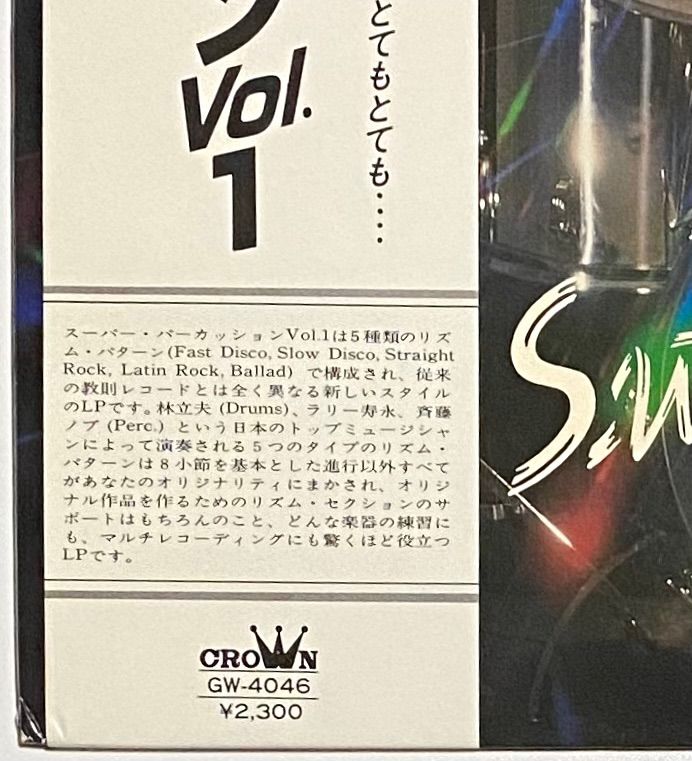 とてもとても‥‥
Vol.
1
スーパー・パーカッションVol.1は5種類のリズ
ム・パターン(Fast Disco, Slow Disco, Straight
Rock, Latin Rock, Ballad) で構成され、従来
の教則レコードとは全く異なる新しいスタイル
のLPです。林立夫 (Drums)、ラリー寿永、斉藤
ノブ (Perc.) という日本のトップミュージシャ
ンによって演奏される5つのタイプのリズム・
パターンは8小節を基本とした進行以外すべて
があなたのオリジナリティにまかされ、オリジ
ナル作品を作るためのリズム・セクションのサ
ポートはもちろんのこと、どんな楽器の練習に
も、マルチレコーディングにも驚くほど役立つ
LPです。
CROWN
GW-4046
¥2,300